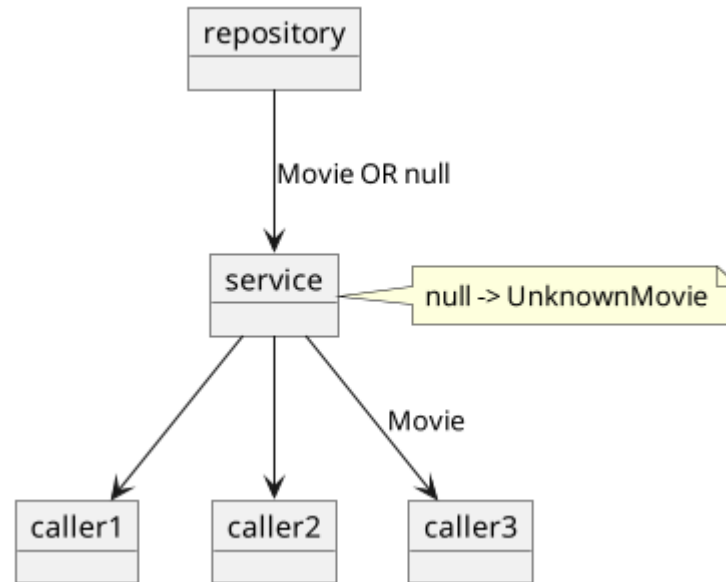 repository
Movie OR null
service
null -> UnknownMovie
Movie
caller1
caller2
caller3